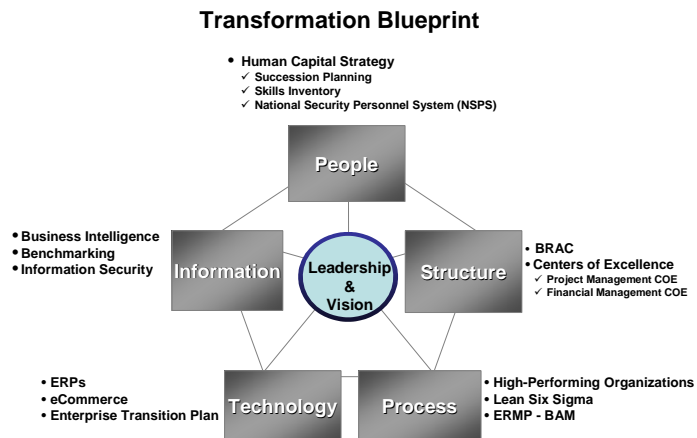 Transformation Blueprint
• Human Capital Strategy
✓ Succession Planning
✓ Skills Inventory
✓ National Security Personnel System (NSPS)
People
• Business Intelligence
• Benchmarking
• Information Security
Information
Leadership
&
Vision
Structure
• BRAC
• Centers of Excellence
✓ Project Management COE
✓ Financial Management COE
• ERPs
• eCommerce
• Enterprise Transition Plan
Technology
Process
• High-Performing Organizations
• Lean Six Sigma
• ERMP - BAM